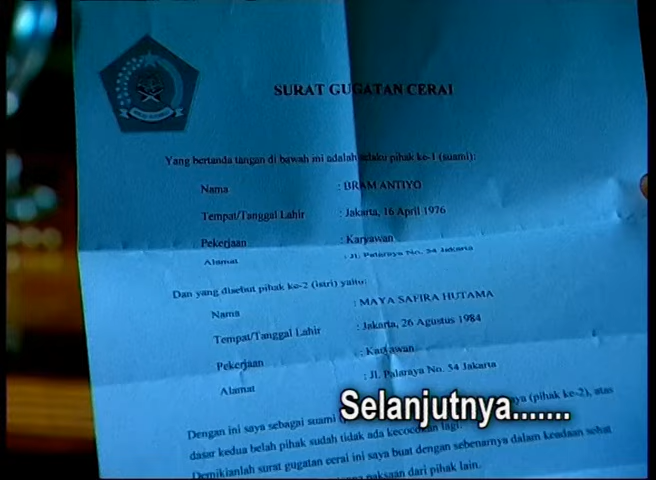 SURAT GUGATAN CERAI
Yang bertanda tangan di bawah ini adalah selaku pihak ke-1 (suami):
Nama : BRAM ANTIYO
Tempat/Tanggal Lahir : Jakarta, 16 April 1976
Pekerjaan : Karyawan
Alamat : Jl. Palaraya No. 54 Jakarta
Dan yang disebut pihak ke-2 (istri) yaitu:
Nama : MAYA SAFIRA HUTAMA
Tempat/Tanggal Lahir : Jakarta, 26 Agustus 1984
Pekerjaan : Karyawan
Alamat : Jl. Palaraya No. 54 Jakarta
Dengan ini saya sebagai suami (pihak ke-2), atas
dasar kedua belah pihak sudah tidak ada kecocokan lagi.
Demikianlah surat gugatan cerai ini saya buat dengan sebenarnya dalam keadaan sehat
paksaan dari pihak lain.
Selanjutnya.......